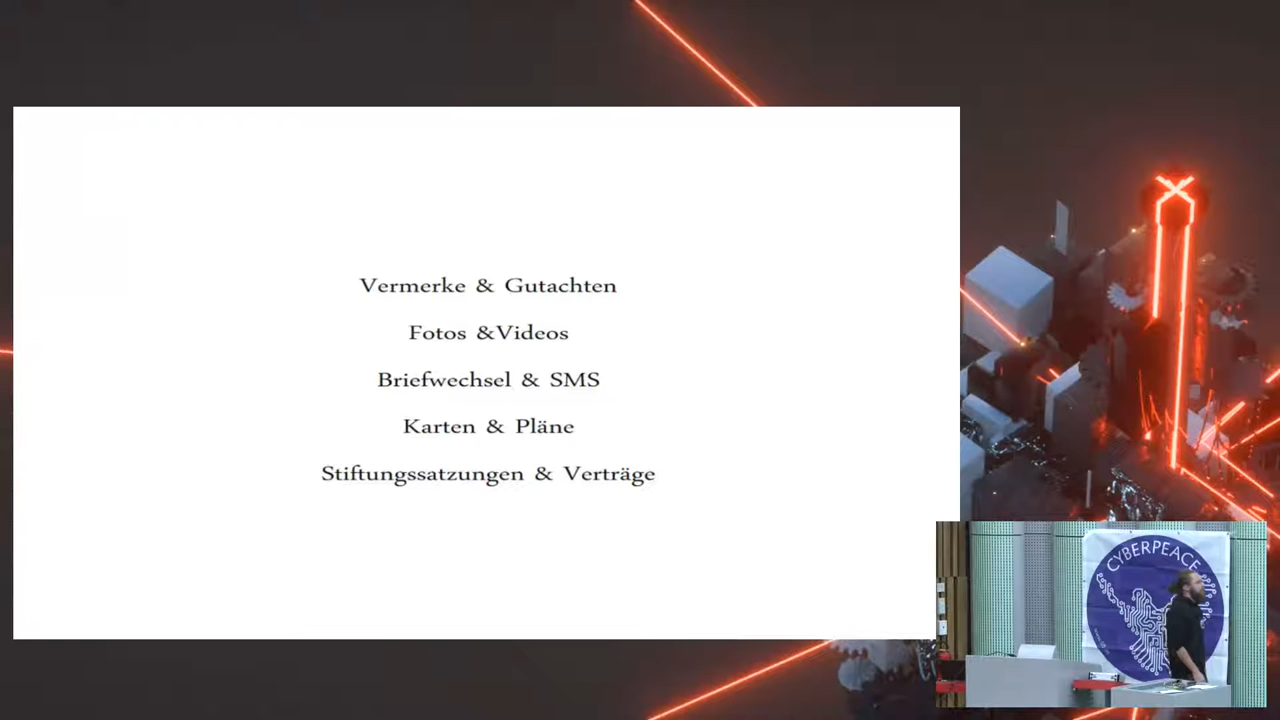 Vermerke & Gutachten
Fotos &Videos
Briefwechsel & SMS
Karten & Pläne
Stiftungssatzungen & Verträge
CYBERPEACE